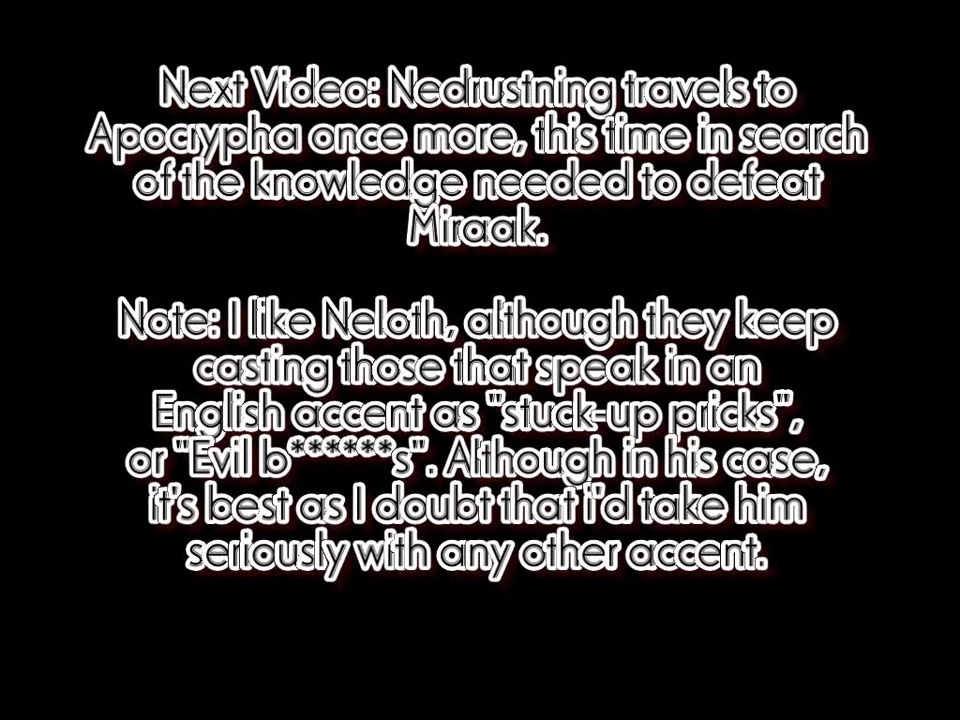 Next Video: Nedrustning travels to
Apocrypha once more, this time in search
of the knowledge needed to defeat
Miraak.
Note: I like Neloth, although they keep
casting those that speak in an
English accent as "stuck-up pricks",
or "Evil b******s". Although in his case,
it's best as I doubt that i'd take him
seriously with any other accent.